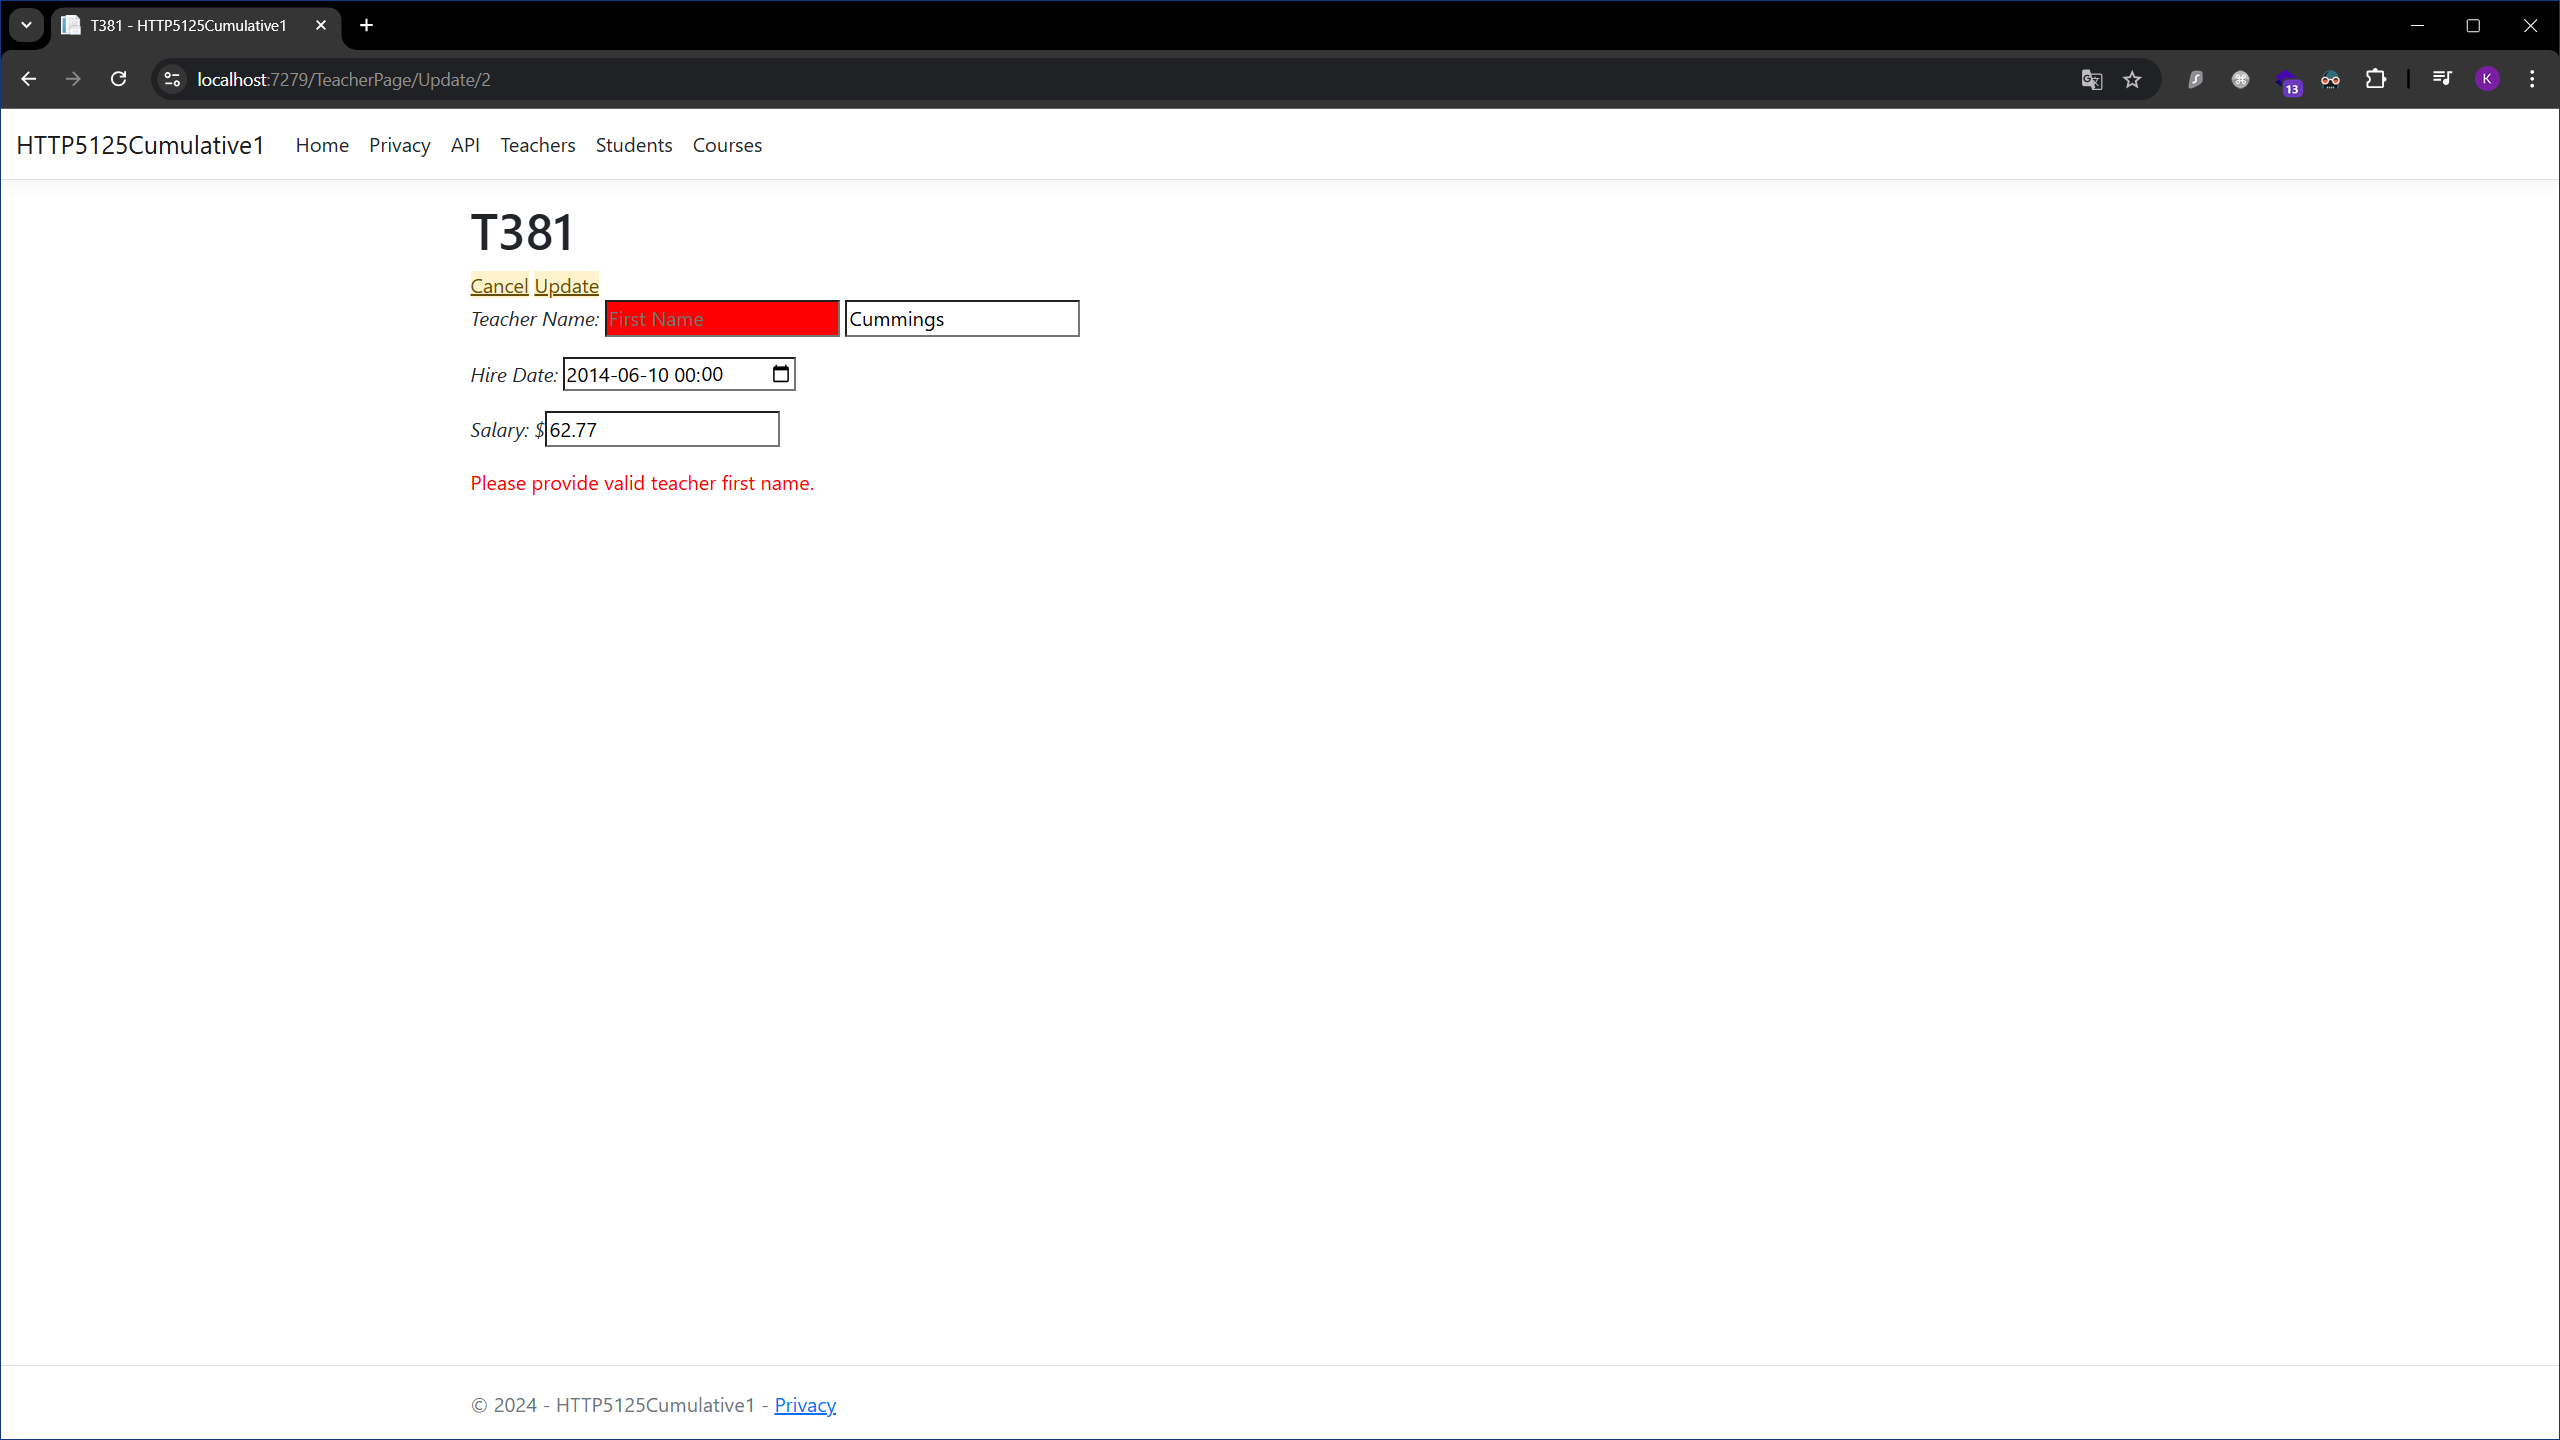 T381 - HTTP5125Cumulative1
localhost:7279/TeacherPage/Update/2
13
K
HTTP5125Cumulative1 Home Privacy API Teachers Students Courses
T381
Cancel Update
Teacher Name: First Name Cummings
Hire Date: 2014-06-10 00:00
Salary: $62.77
Please provide valid teacher first name.
© 2024 - HTTP5125Cumulative1 - Privacy